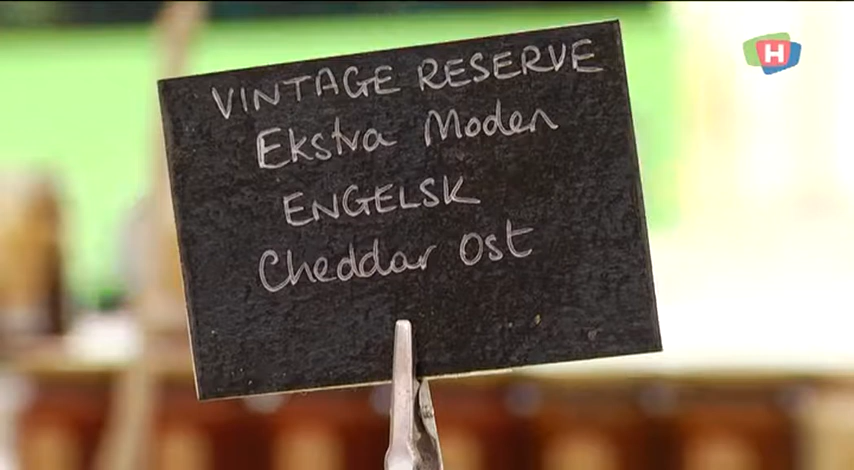 VINTAGE RESERVE
Ekstra Moden
ENGELSK
Cheddar Ost
H